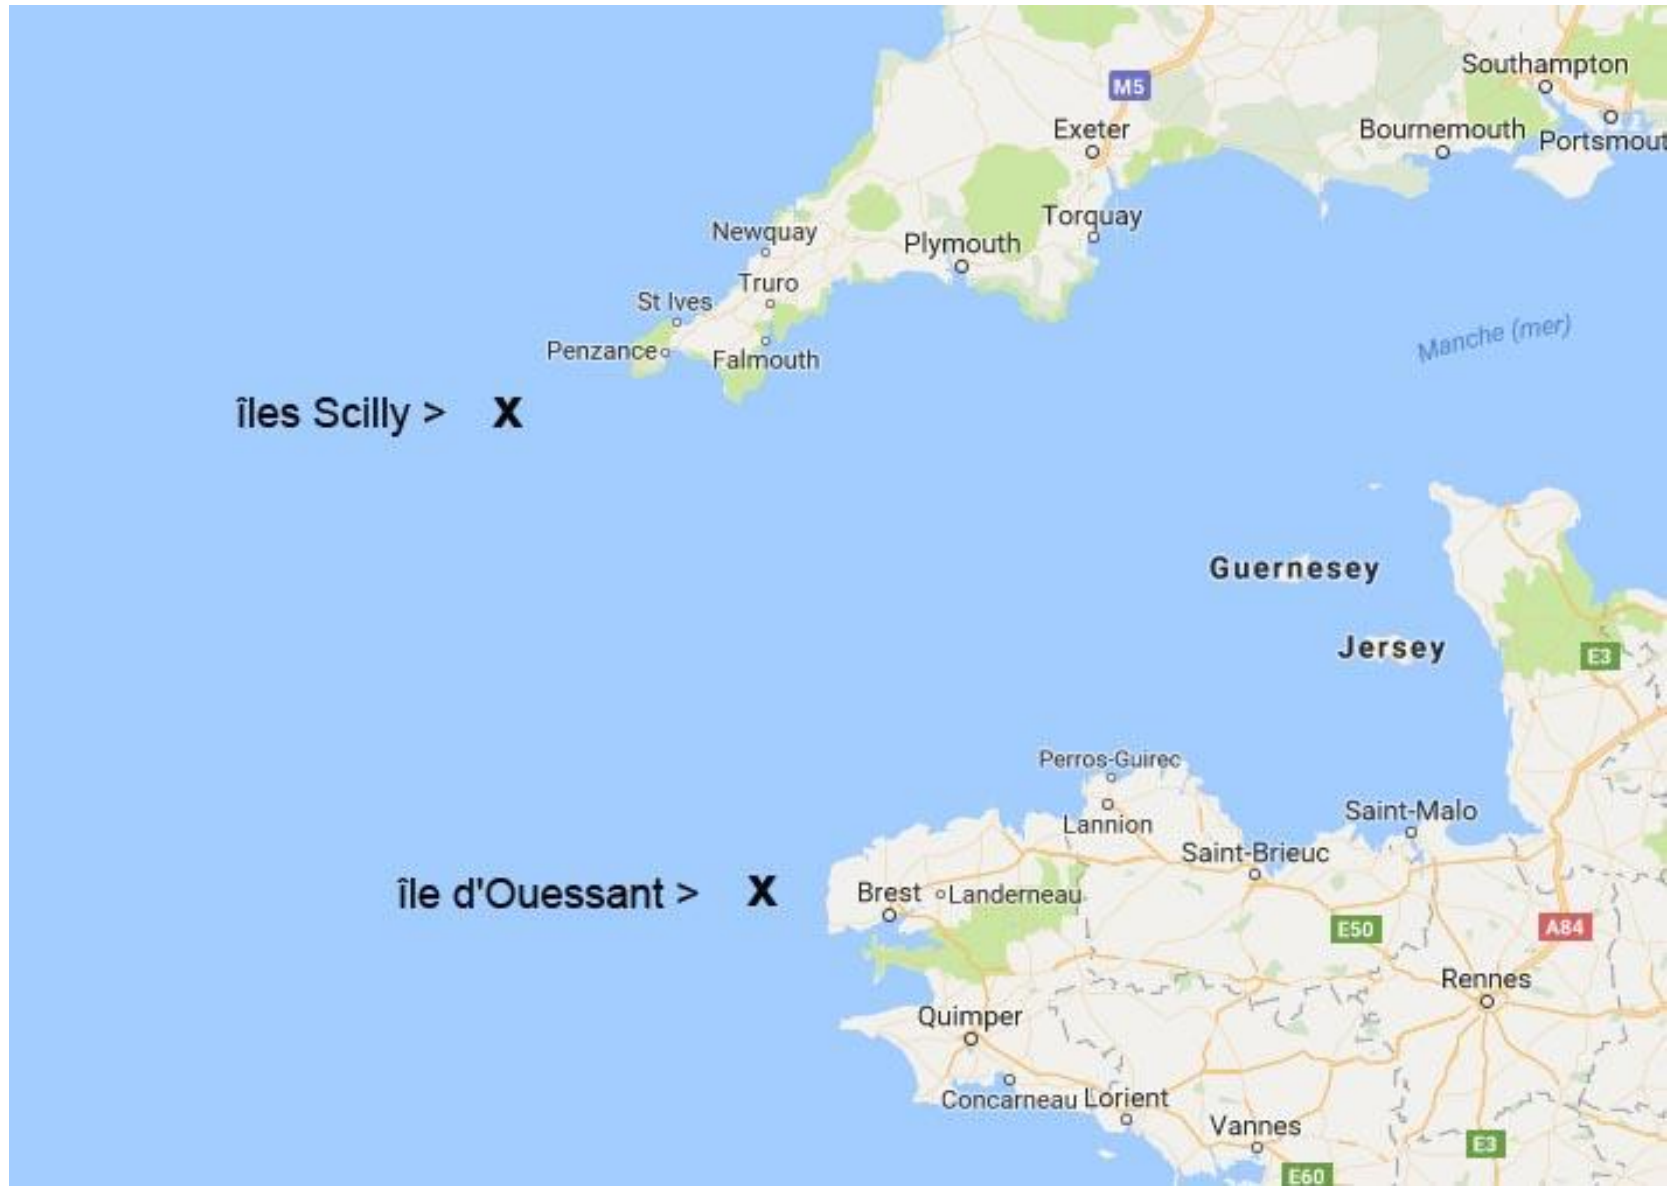 Southampton
M5
Exeter
Bournemouth
Portsmout
Torquay
Newquay
Plymouth
Truro
St Ives
Manche (mer)
Penzance
Falmouth
îles Scilly > X
Guernesey
Jersey
E3
Perros-Guirec
Saint-Malo
Lannion
Saint-Brieuc
île d'Ouessant > X
Brest
Landerneau
E50
A84
Rennes
Quimper
Concarneau
Lorient
Vannes
E3
E60